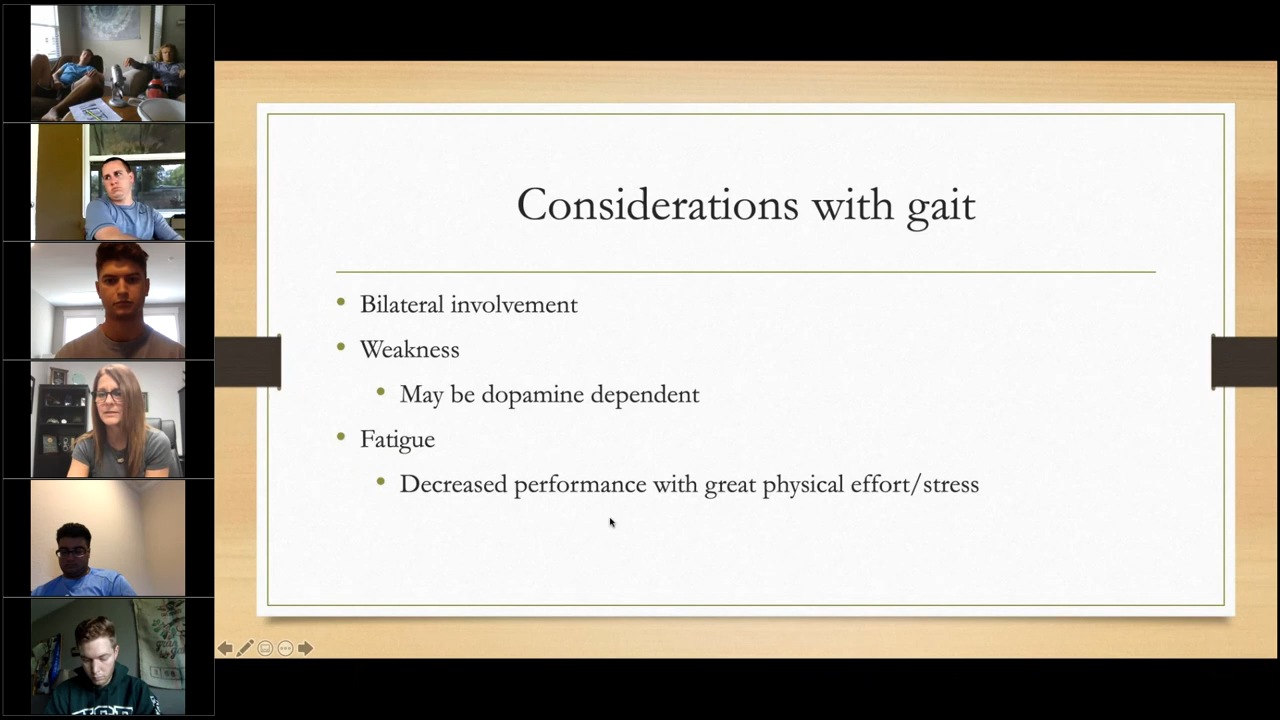 Considerations with gait
• Bilateral involvement
• Weakness
• May be dopamine dependent
• Fatigue
• Decreased performance with great physical effort/stress